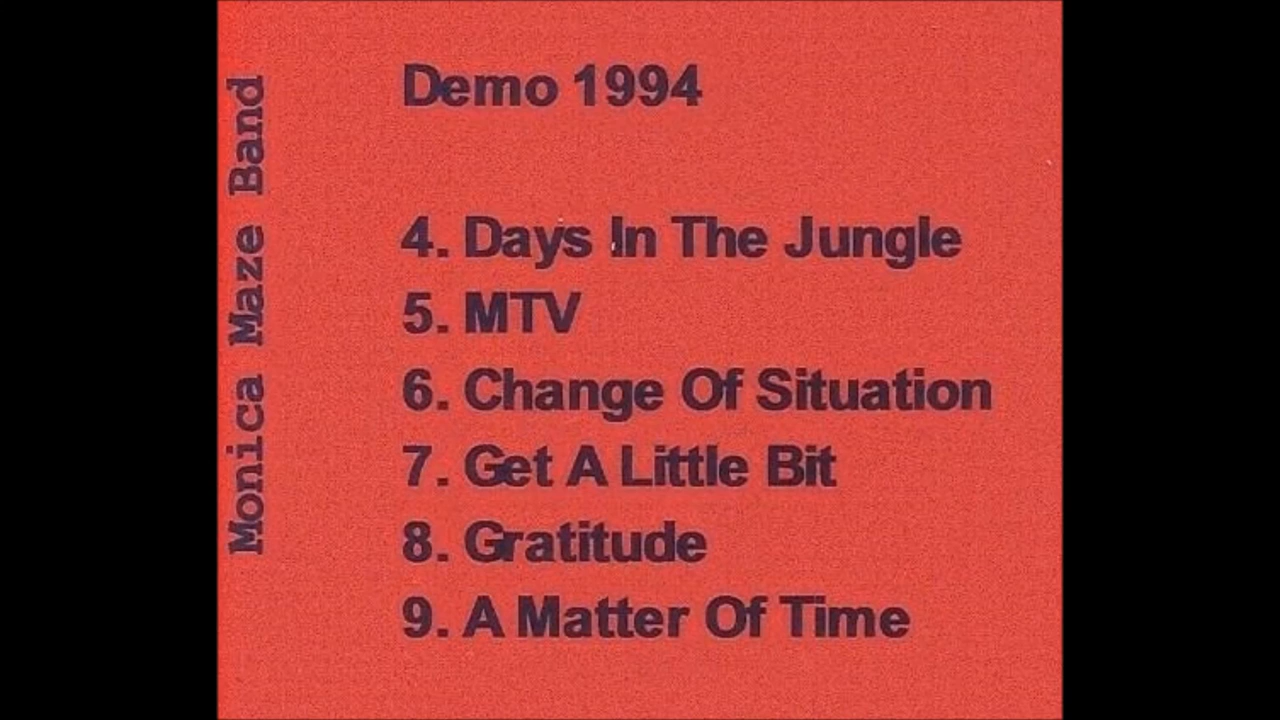 Monica Maze Band
Demo 1994
4. Days In The Jungle
5. MTV
6. Change Of Situation
7. Get A Little Bit
8. Gratitude
9. A Matter Of Time